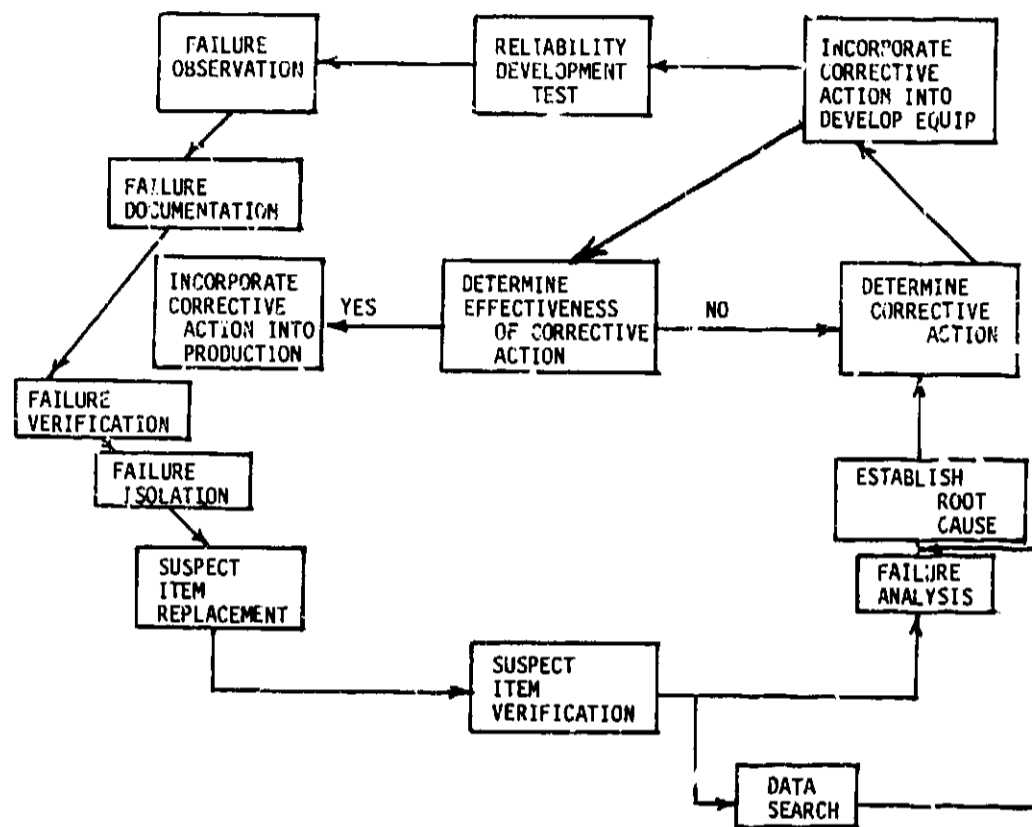 FAILURE
OBSERVATION
RELIABILITY
DEVELOPMENT
TEST
INCORPORATE
CORRECTIVE
ACTION INTO
DEVELOP EQUIP
FAILURE
DOCUMENTATION
INCORPORATE
CORRECTIVE
ACTION INTO
PRODUCTION
YES
DETERMINE
EFFECTIVENESS
OF CORRECTIVE
ACTION
NO
DETERMINE
CORRECTIVE
ACTION
FAILURE
VERIFICATION
FAILURE
ISOLATION
ESTABLISH
ROOT
CAUSE
SUSPECT
ITEM
REPLACEMENT
FAILURE
ANALYSIS
SUSPECT
ITEM
VERIFICATION
DATA
SEARCH